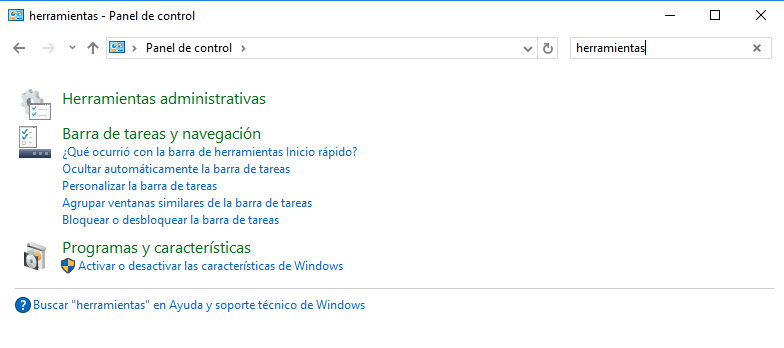 herramientas - Panel de control
Panel de control
herramientas
Herramientas administrativas
Barra de tareas y navegación
¿Qué ocurrió con la barra de herramientas Inicio rápido?
Ocultar automáticamente la barra de tareas
Personalizar la barra de tareas
Agrupar ventanas similares de la barra de tareas
Bloquear o desbloquear la barra de tareas
Programas y características
Activar o desactivar las características de Windows
Buscar "herramientas" en Ayuda y soporte técnico de Windows